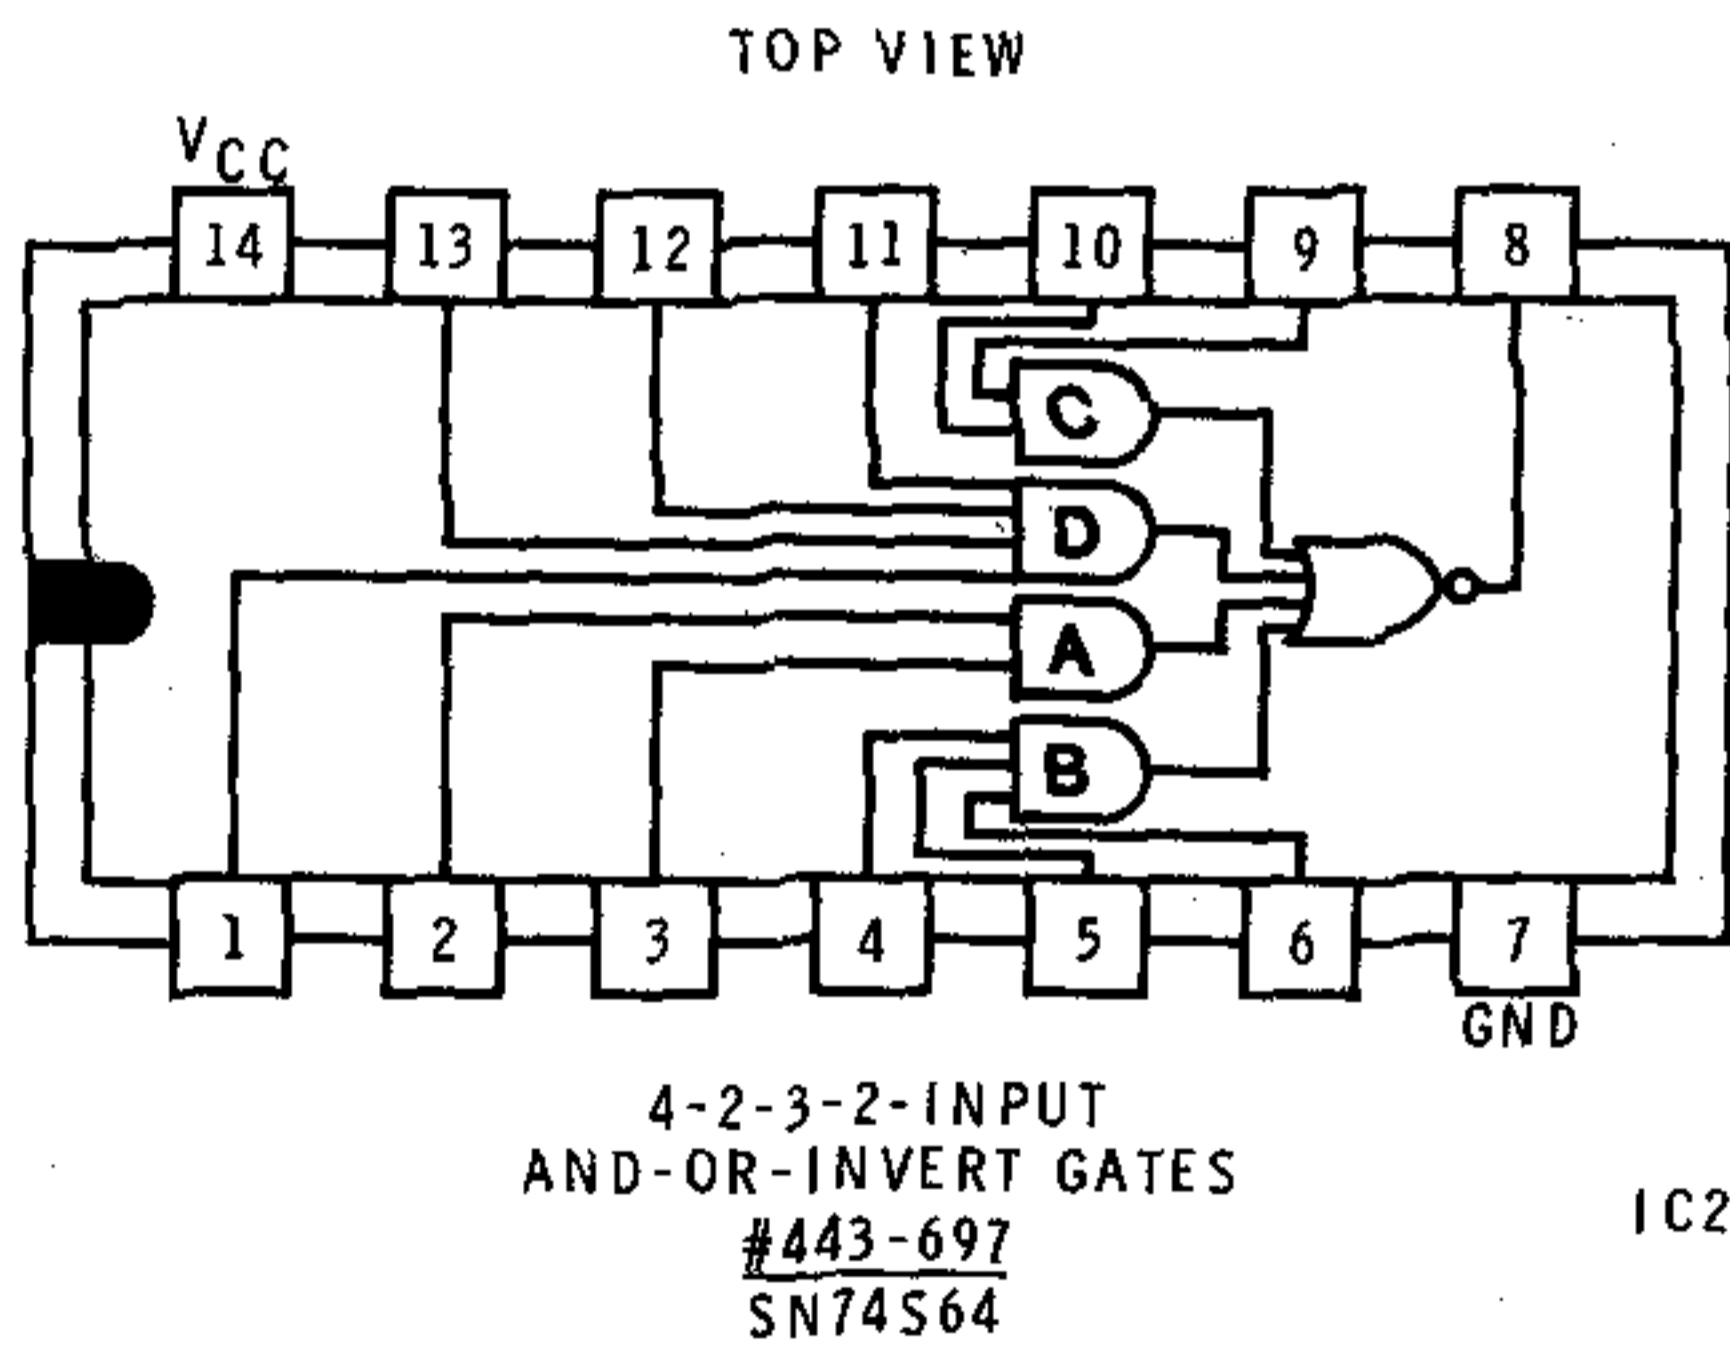 TOP VIEW
VCC
14 13 12 11 10 9 8
C
D
A
B
1 2 3 4 5 6 7
GND
4-2-3-2-INPUT
AND-OR-INVERT GATES
#443-697
SN74S64
IC2